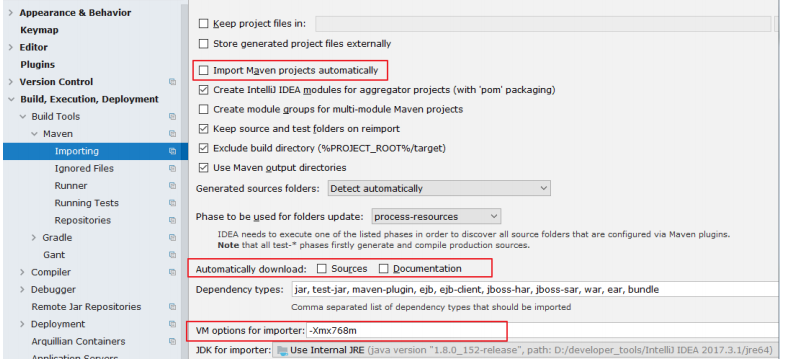 Appearance & Behavior
Keymap
Editor
Plugins
Version Control
Build, Execution, Deployment
Build Tools
Maven
Importing
Ignored Files
Runner
Running Tests
Repositories
Gradle
Gant
Compiler
Debugger
Remote Jar Repositories
Deployment
Arquillian Containers
Application Servers
Keep project files in:
Store generated project files externally
Import Maven projects automatically
Create IntelliJ IDEA modules for aggregator projects (with 'pom' packaging)
Create module groups for multi-module Maven projects
Keep source and test folders on reimport
Exclude build directory (%PROJECT_ROOT%/target)
Use Maven output directories
Generated sources folders: Detect automatically
Phase to be used for folders update: process-resources
IDEA needs to execute one of the listed phases in order to discover all source folders that are configured via Maven plugins.
Note that all test-* phases firstly generate and compile production sources.
Automatically download: Sources Documentation
Dependency types: jar, test-jar, maven-plugin, ejb, ejb-client, jboss-har, jboss-sar, war, ear, bundle
Comma separated list of dependency types that should be imported
VM options for importer: -Xmx768m
JDK for importer: Use Internal JRE (java version "1.8.0_152-release", path: D:/developer_tools/IntelliJ IDEA 2017.3.1/jre64)